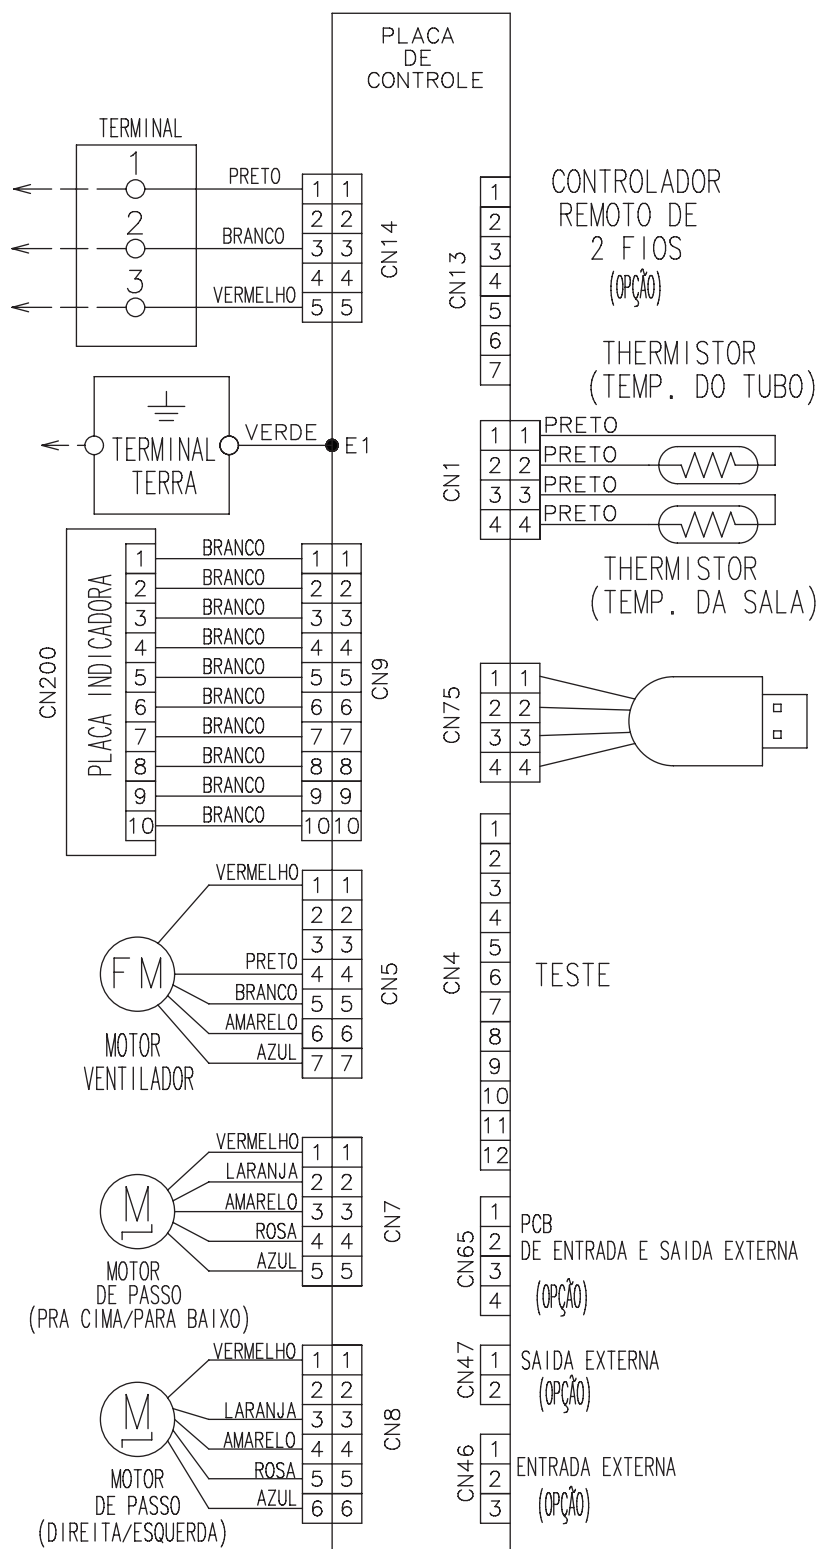 PLACA
DE
CONTROLE
TERMINAL
1
PRETO
1 1
2 2
2
BRANCO
3 3
4 4
3
VERMELHO
5 5
CN14
TERMINAL
TERRA
VERDE
E1
CN200
PLACA INDICADORA
1 BRANCO 1 1
2 BRANCO 2 2
3 BRANCO 3 3
4 BRANCO 4 4
5 BRANCO 5 5
6 BRANCO 6 6
7 BRANCO 7 7
8 BRANCO 8 8
9 BRANCO 9 9
10 BRANCO 10 10
CN9
VERMELHO 1 1
2 2
3 3
PRETO 4 4
BRANCO 5 5
AMARELO 6 6
AZUL 7 7
CN5
FM
MOTOR
VENTILADOR
VERMELHO 1 1
LARANJA 2 2
AMARELO 3 3
ROSA 4 4
AZUL 5 5
CN7
M
MOTOR
DE PASSO
(PRA CIMA/PARA BAIXO)
VERMELHO 1 1
2 2
LARANJA 3 3
AMARELO 4 4
ROSA 5 5
AZUL 6 6
CN8
M
MOTOR
DE PASSO
(DIREITA/ESQUERDA)
CN13
1
2
3
4
5
6
7
CONTROLADOR
REMOTO DE
2 FIOS
(OPÇÃO)
THERMISTOR
(TEMP. DO TUBO)
CN1
1 1 PRETO
2 2 PRETO
3 3 PRETO
4 4 PRETO
THERMISTOR
(TEMP. DA SALA)
CN75
1 1
2 2
3 3
4 4
CN4
1
2
3
4
5
6
7
8
9
10
11
12
TESTE
CN65
1
2
3
4
PCB
DE ENTRADA E SAIDA EXTERNA
(OPÇÃO)
CN47
1
2
SAIDA EXTERNA
(OPÇÃO)
CN46
1
2
3
ENTRADA EXTERNA
(OPÇÃO)